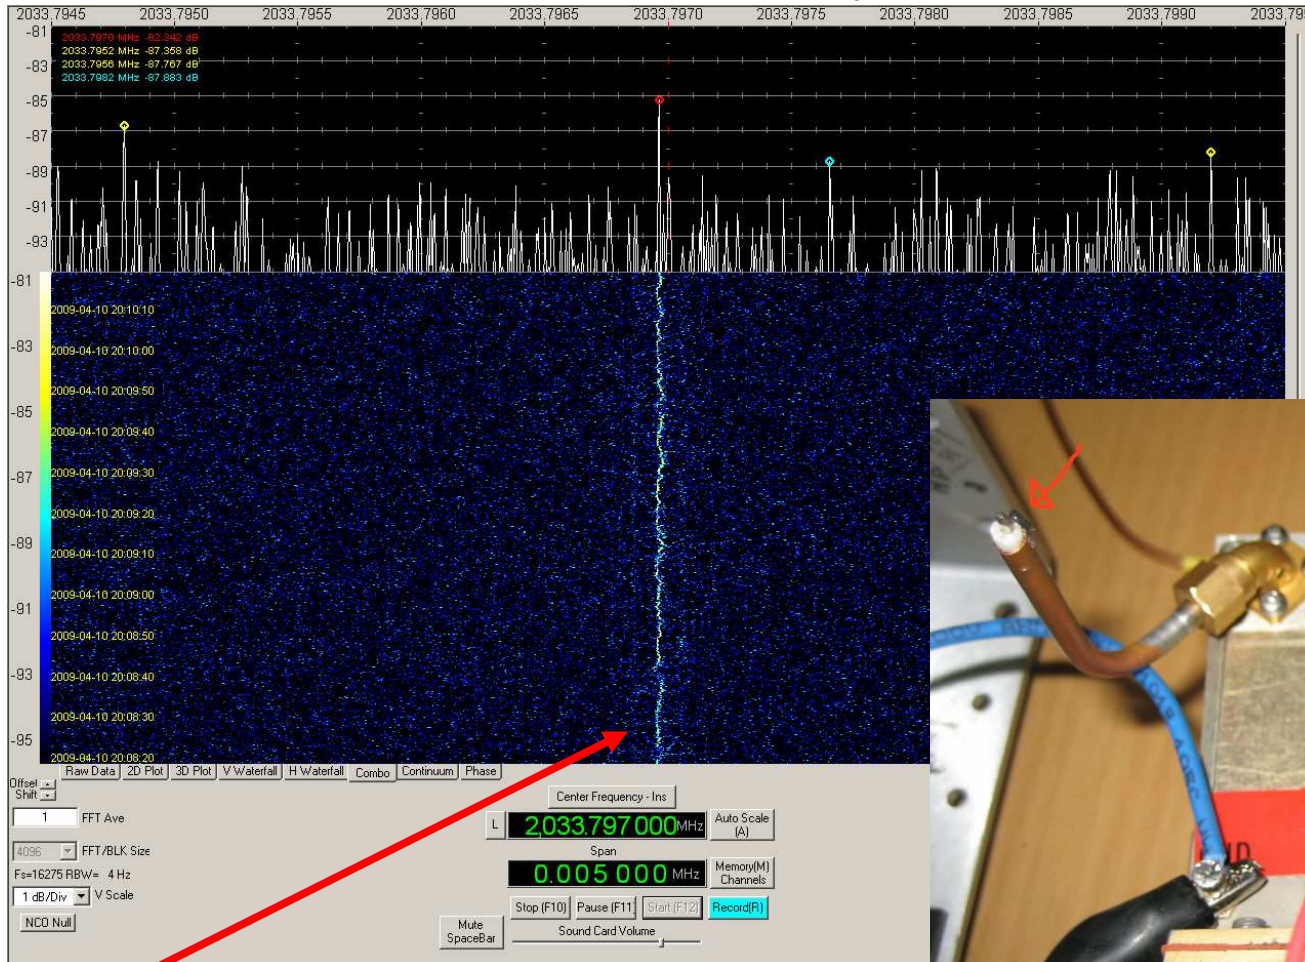 2033.7945 2033.7950 2033.7955 2033.7960 2033.7965 2033.7970 2033.7975 2033.7980 2033.7985 2033.7990 2033.799
-81
2033.7970 MHz -82.342 dB
2033.7952 MHz -87.358 dB
2033.7956 MHz -87.767 dB
2033.7982 MHz -87.883 dB
-83
-85
-87
-89
-91
-93
-81
2009-04-10 20:10:10
-83
2009-04-10 20:10:00
2009-04-10 20:09:50
-85
2009-04-10 20:09:40
2009-04-10 20:09:30
-87
2009-04-10 20:09:20
-89
2009-04-10 20:09:10
2009-04-10 20:09:00
-91
2009-04-10 20:08:50
-93
2009-04-10 20:08:40
2009-04-10 20:08:30
-95
2009-04-10 20:08:20
Raw Data 2D Plot 3D Plot V Waterfall H Waterfall Combo Continuum Phase
Offset
Shift
1 FFT Ave
4096 FFT/BLK Size
Fs=16275 RBW= 4 Hz
1 dB/Div V Scale
NCO Null
Center Frequency - Ins
L 2,033.797 000 MHz
Auto Scale
(A)
Span
0.005 000 MHz
Memory(M)
Channels
Stop (F10) Pause (F11) Start (F12) Record(R)
Mute
SpaceBar
Sound Card Volume
HP